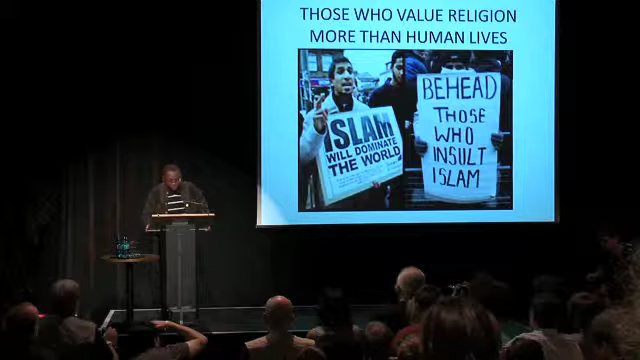 THOSE WHO VALUE RELIGION
MORE THAN HUMAN LIVES
ISLAM
WILL DOMINATE
THE WORLD
BEHEAD
THOSE
WHO
INSULT
ISLAM